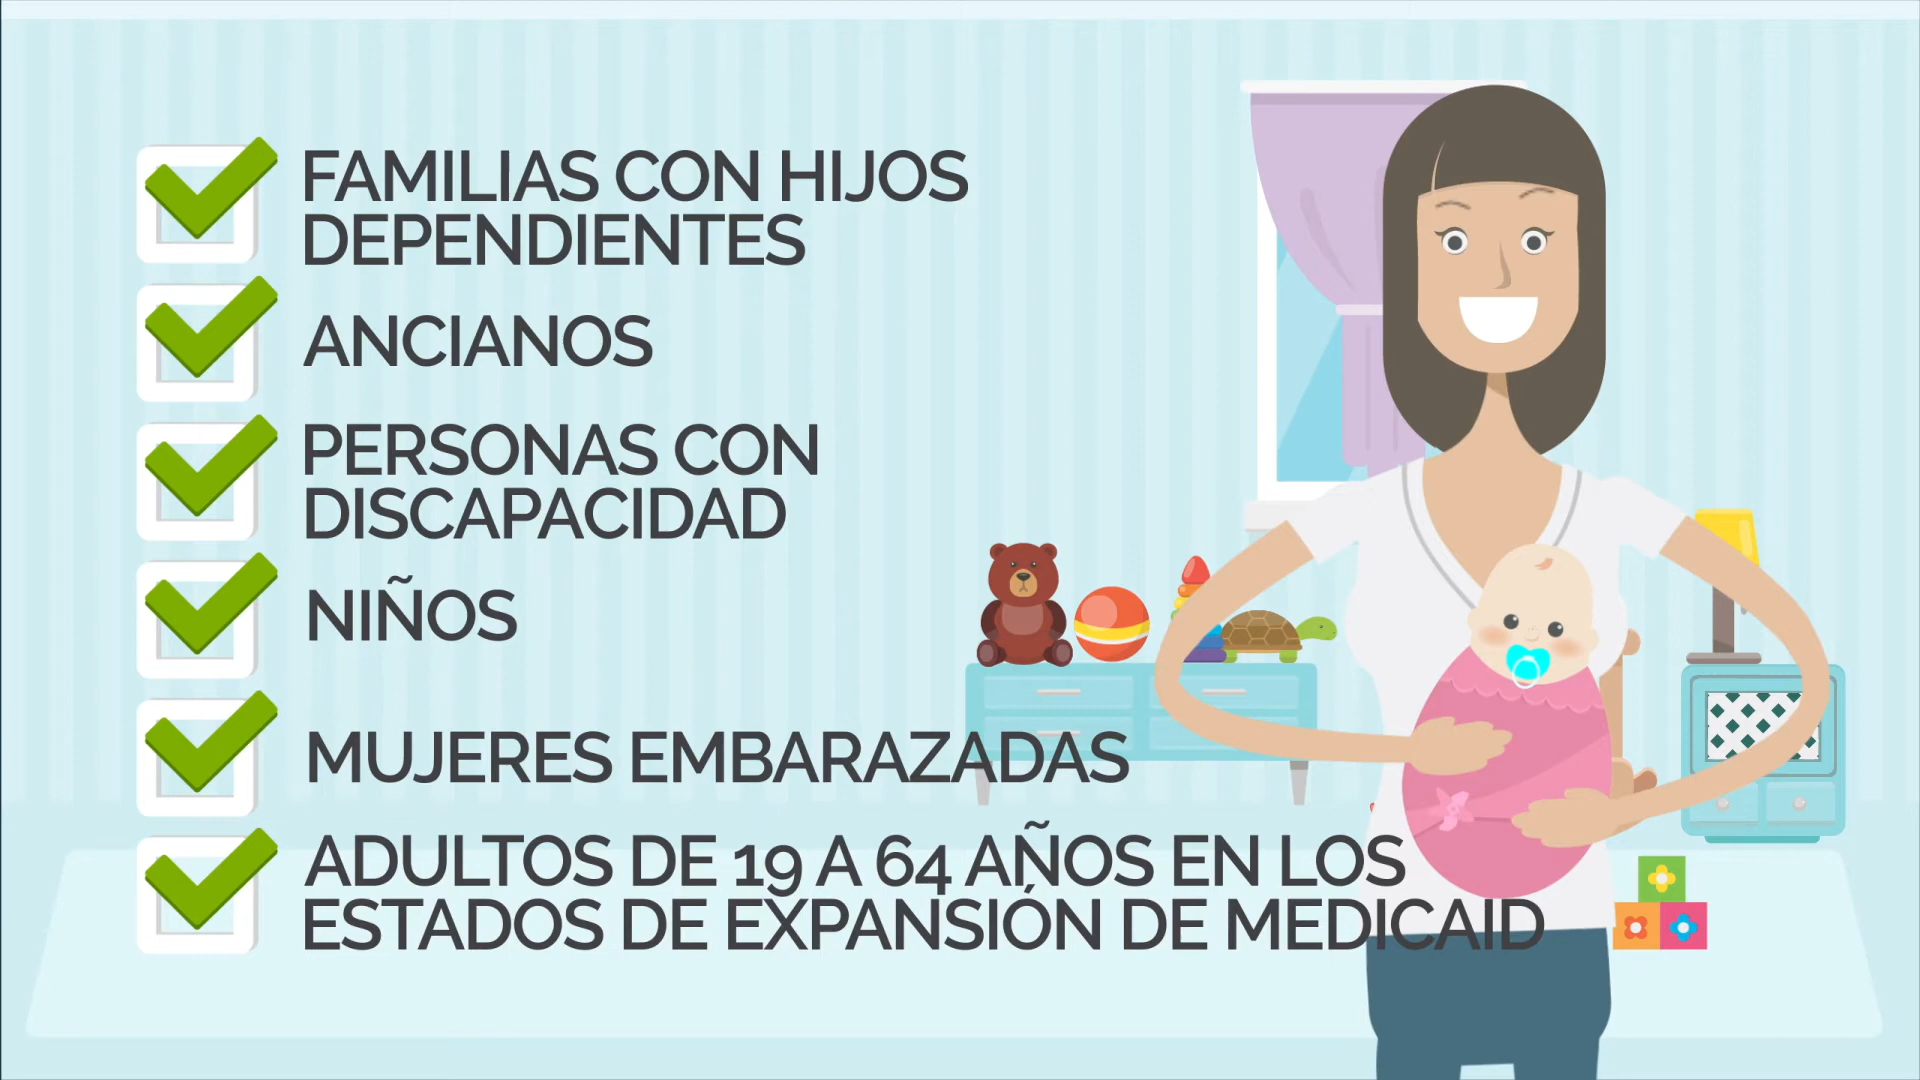 FAMILIAS CON HIJOS
DEPENDIENTES
ANCIANOS
PERSONAS CON
DISCAPACIDAD
NIÑOS
MUJERES EMBARAZADAS
ADULTOS DE 19 A 64 AÑOS EN LOS
ESTADOS DE EXPANSIÓN DE MEDICAID